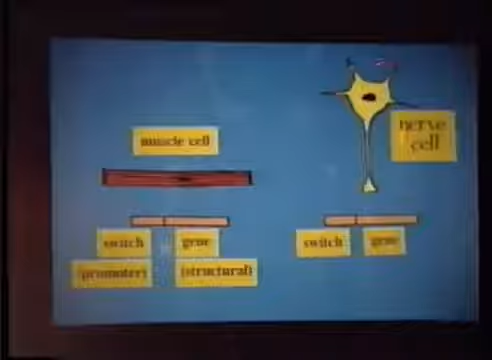 muscle cell
nerve
cell
switch
gene
(promoter)
(structural)
switch
gene